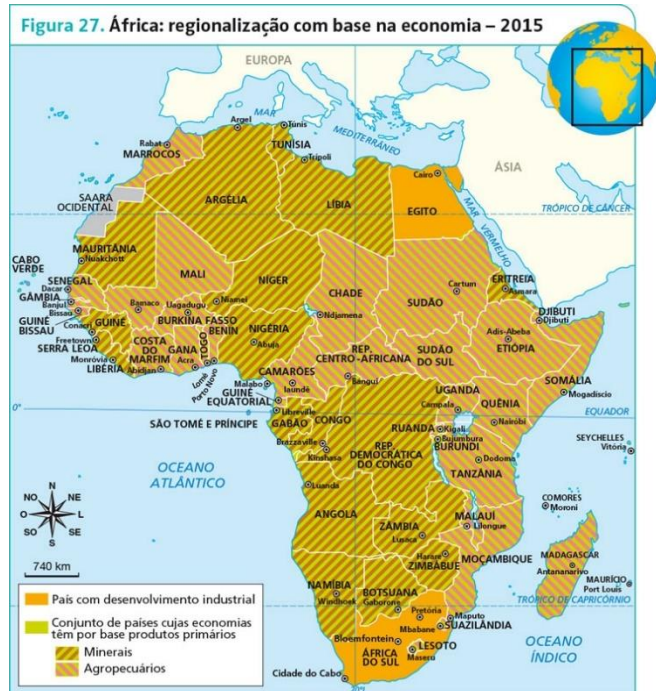 Figura 27. África: regionalização com base na economia – 2015
EUROPA
ÁSIA
MAR
MEDITERRÂNEO
Argel
Túnis
Rabat
TUNÍSIA
MARROCOS
Trípoli
Cairo
ARGÉLIA
LÍBIA
EGITO
SAARA
OCIDENTAL
TRÓPICO DE CÂNCER
MAR VERMELHO
MAURITÂNIA
Nuakchott
CABO
VERDE
MALI
NÍGER
CHADE
SUDÃO
Cartum
ERITREIA
Asmara
SENEGAL
Dacar
GÂMBIA
Banjul
Bissau
GUINÉ
BISSAU
Bamaco
Uagadugu
Niamei
BURKINA FASSO
Ndjamena
DJIBUTI
Djibuti
GUINÉ
Conacri
Freetown
SERRA LEOA
BENIN
NIGÉRIA
Abuja
Adis-Abeba
ETIÓPIA
COSTA
DO
MARFIM
GANA
TOGO
Monróvia
LIBÉRIA
Abidjan
Acra
Lomé
Porto Novo
REP.
CENTRO-AFRICANA
SUDÃO
DO SUL
CAMARÕES
Malabo
Iaundê
Bangui
SOMÁLIA
Mogadíscio
GUINÉ
EQUATORIAL
UGANDA
Campala
QUÊNIA
0°
EQUADOR
Libreville
SÃO TOMÉ E PRÍNCIPE
GABÃO
CONGO
RUANDA
Kigali
Nairóbi
Brazzaville
Kinshasa
REP.
DEMOCRÁTICA
DO CONGO
Bujumbura
BURUNDI
Dodoma
TANZÂNIA
SEYCHELLES
Vitória
OCEANO
ATLÂNTICO
Luanda
ANGOLA
COMORES
Moroni
MALAUÍ
Lilongue
ZÂMBIA
Lusaca
MOÇAMBIQUE
Harare
ZIMBÁBUE
MADAGASCAR
Antananarivo
MAURÍCIO
Port Louis
NAMÍBIA
Windhoek
BOTSUANA
Gaborone
TRÓPICO DE CAPRICÓRNIO
Pretória
Maputo
Mbabane
SUAZILÂNDIA
Bloemfontein
LESOTO
Maseru
ÁFRICA
DO SUL
Cidade do Cabo
OCEANO
ÍNDICO
N
NO
NE
O
L
SO
SE
S
740 km
País com desenvolvimento industrial
Conjunto de países cujas economias
têm por base produtos primários
Minerais
Agropecuários